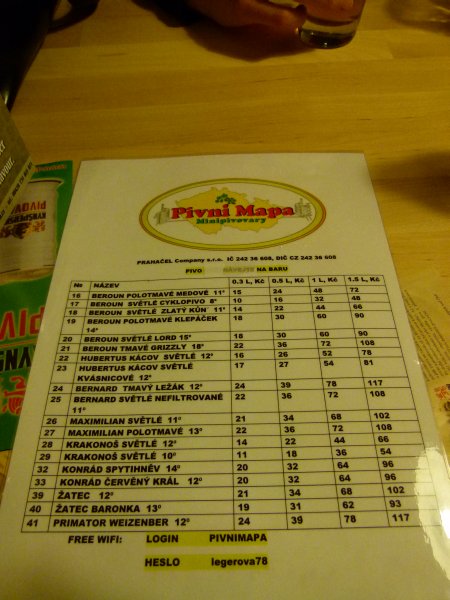 Pivní Mapa
Minipivovary
PRAHAČEL Company s.r.o. IČ 242 36 608, DIČ CZ 242 36 608
PIVO NA BARU
№ NÁZEV 0.3 L, Kč 0.5 L, Kč 1 L, Kč 1.5 L, Kč
16 BEROUN POLOTMAVÉ MEDOVÉ 11° 15 24 48 72
17 BEROUN SVĚTLÉ CYKLOPIVO 8° 10 16 32 48
18 BEROUN SVĚTLÉ ZLATÝ KŮN¨ 11° 14 22 44 66
19 BEROUN POLOTMAVÉ KLEPÁČEK 18 30 60 90
14°
20 BEROUN SVĚTLÉ LORD 15° 18 30 60 90
21 BEROUN TMAVÉ GRIZZLY 18° 22 36 72 108
22 HUBERTUS KÁCOV SVĚTLÉ 12° 16 26 52 78
23 HUBERTUS KÁCOV SVĚTLÉ 17 27 54 81
KVÁSNICOVÉ 12°
24 BERNARD TMAVÝ LEŽÁK 12° 24 39 78 117
25 BERNARD SVĚTLÉ NEFILTROVANÉ 22 36 72 108
11°
26 MAXIMILIAN SVĚTLÉ 11° 21 34 68 102
27 MAXIMILIAN POLOTMAVÉ 13° 22 36 72 108
28 KRAKONOŠ SVĚTLÉ 12° 14 22 44 66
29 KRAKONOŠ SVĚTLÉ 10° 11 18 36 54
32 KONRÁD SPYTIHNĚV 14° 20 32 64 96
33 KONRÁD ČERVENÝ KRÁL 12° 20 32 64 96
39 ŽATEC 12° 21 34 68 102
40 ŽATEC BARONKA 13° 19 31 62 93
41 PRIMATOR WEIZENBER 12° 24 39 78 117
FREE WIFI: LOGIN PIVNIMAPA
HESLO legerova78